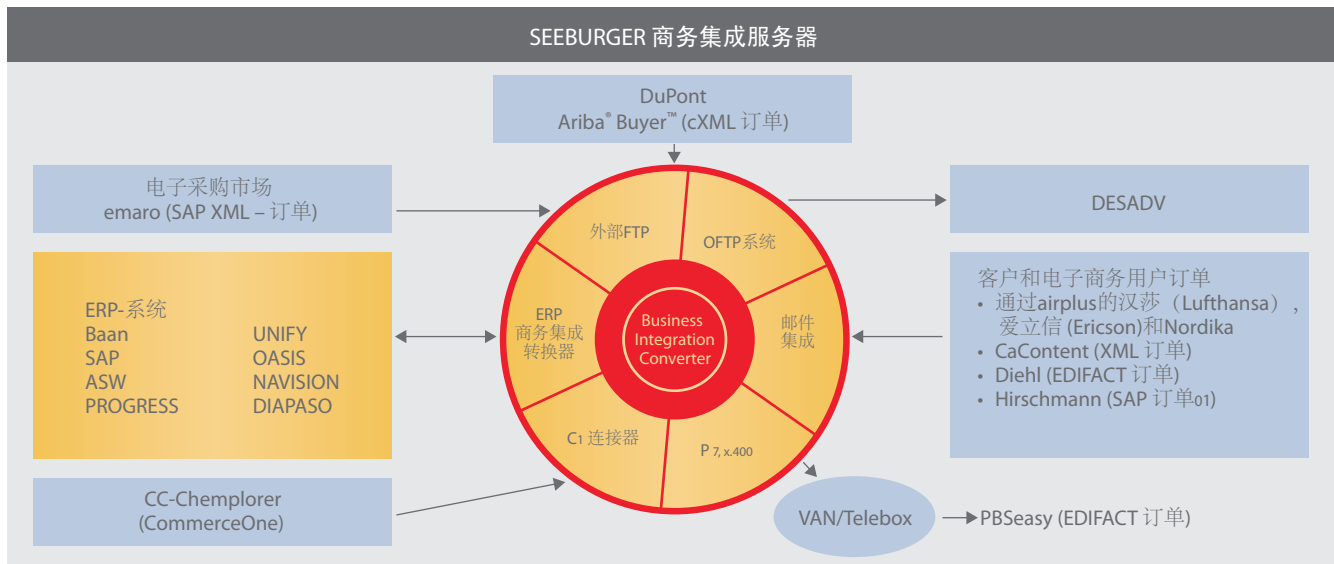 SEEBURGER 商务集成服务器
DuPont
Ariba® Buyer™ (cXML 订单)
电子采购市场
emaro (SAP XML – 订单)
DESADV
外部FTP
OFTP系统
ERP
商务集成
转换器
邮件
集成
Business
Integration
Converter
C1 连接器
P 7, x.400
ERP-系统
Baan
UNIFY
SAP
OASIS
ASW
NAVISION
PROGRESS
DIAPASO
客户和电子商务用户订单
• 通过airplus的汉莎（Lufthansa）,
爱立信 (Ericson)和Nordika
• CaContent (XML 订单)
• Diehl (EDIFACT 订单)
• Hirschmann (SAP 订单01)
CC-Chemplorer
(CommerceOne)
VAN/Telebox
PBSeasy (EDIFACT 订单)